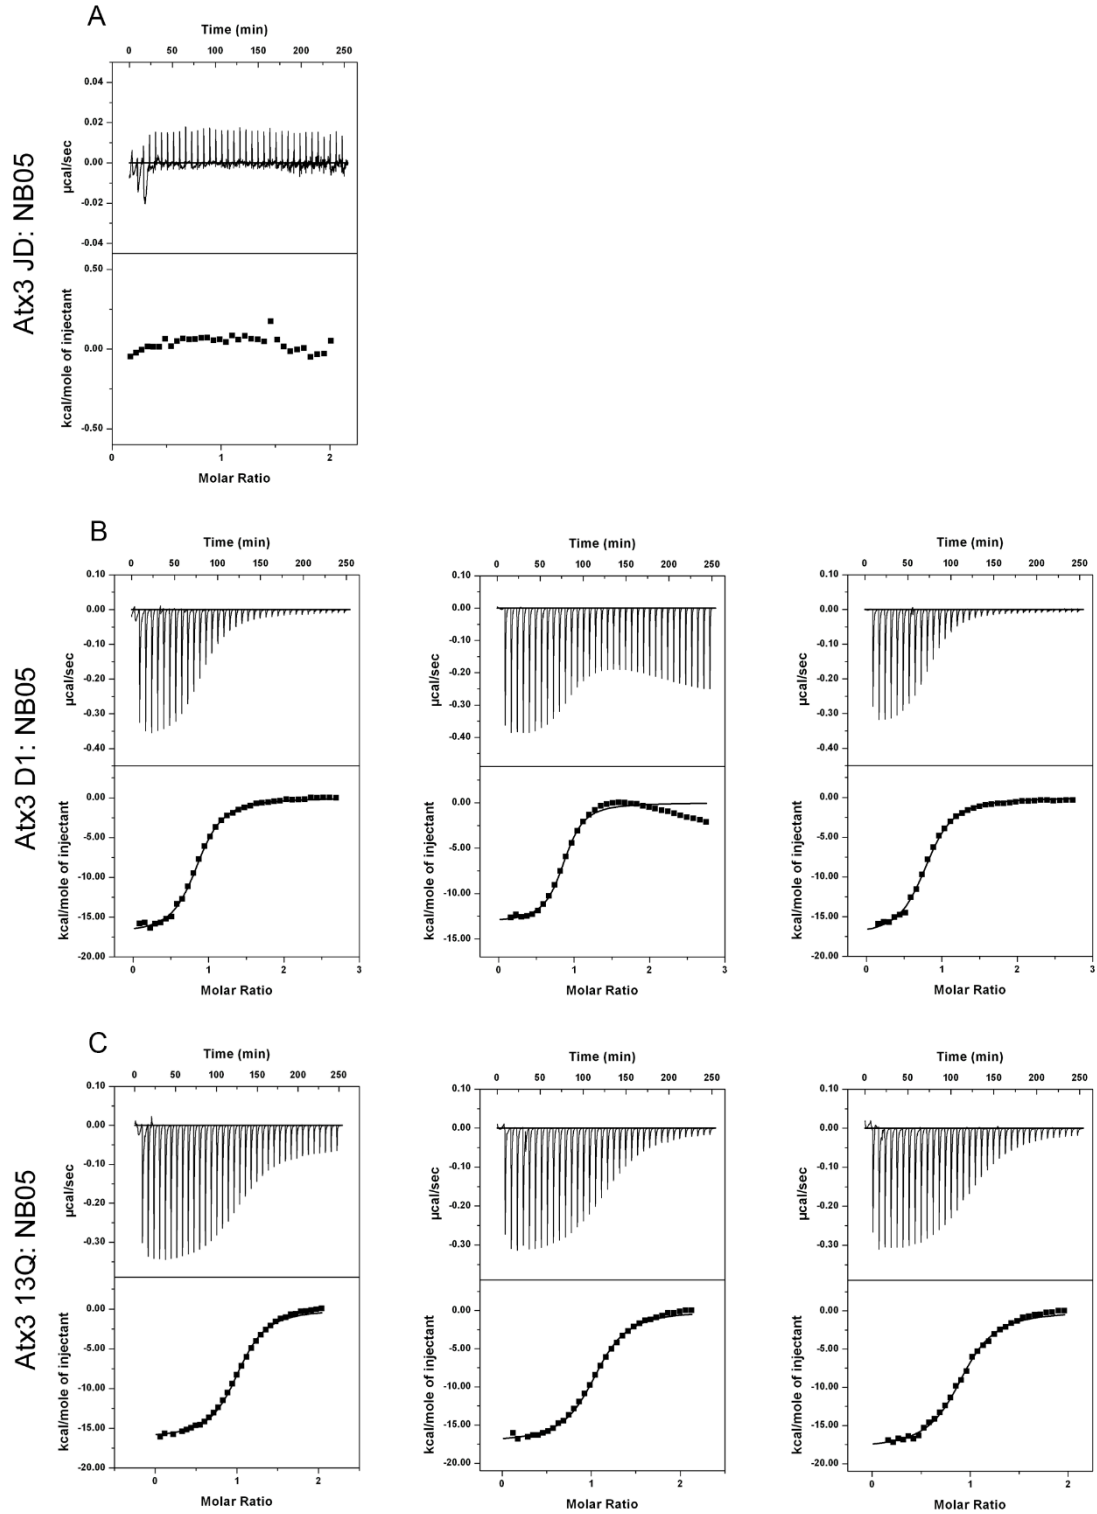 A
Time (min)
0 50 100 150 200 250
0.04
0.02
0.00
-0.02
-0.04
µcal/sec
0.50
0.00
-0.50
kcal/mole of injectant
0 1 2
Molar Ratio
Atx3 JD: NB05
B
Time (min)
0 50 100 150 200 250
0.10
0.00
-0.10
-0.20
-0.30
-0.40
µcal/sec
0.00
-5.00
-10.00
-15.00
-20.00
kcal/mole of injectant
0 1 2 3
Molar Ratio
Time (min)
0 50 100 150 200 250
0.10
0.00
-0.10
-0.20
-0.30
-0.40
µcal/sec
0.00
-5.00
-10.00
-15.00
kcal/mole of injectant
0 1 2 3
Molar Ratio
Time (min)
0 50 100 150 200 250
0.10
0.00
-0.10
-0.20
-0.30
-0.40
µcal/sec
0.00
-5.00
-10.00
-15.00
-20.00
kcal/mole of injectant
0 1 2 3
Molar Ratio
Atx3 D1: NB05
C
Time (min)
0 50 100 150 200 250
0.10
0.00
-0.10
-0.20
-0.30
µcal/sec
0.00
-5.00
-10.00
-15.00
-20.00
kcal/mole of injectant
0 1 2
Molar Ratio
Time (min)
0 50 100 150 200 250
0.10
0.00
-0.10
-0.20
-0.30
µcal/sec
0.00
-5.00
-10.00
-15.00
-20.00
kcal/mole of injectant
0 1 2
Molar Ratio
Time (min)
0 50 100 150 200 250
0.10
0.00
-0.10
-0.20
-0.30
µcal/sec
0.00
-5.00
-10.00
-15.00
-20.00
kcal/mole of injectant
0 1 2
Molar Ratio
Atx3 13Q: NB05